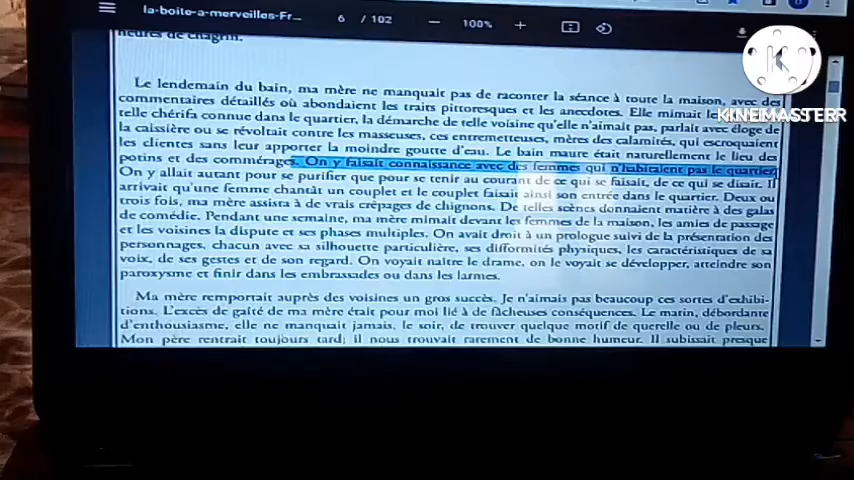 la-boite-a-merveilles-Fr...
6 / 102
100%
heures de chagrin.
Le lendemain du bain, ma mère ne manquait pas de raconter la séance à toute la maison, avec des
commentaires détaillés où abondaient les traits pittoresques et les anecdotes. Elle mimait les
telle chérifa connue dans le quartier, la démarche de telle voisine qu'elle n'aimait pas, parlait avec éloge de
la caissière ou se révoltait contre les masseuses, ces entremetteuses, mères des calamités, qui escroquaient
les clientes sans leur apporter la moindre goutte d'eau. Le bain maure était naturellement le lieu des
potins et des commérages. On y faisait connaissance avec des femmes qui n'habitaient pas le quartier.
On y allait autant pour se purifier que pour se tenir au courant de ce qui se faisait, de ce qui se disait. Il
arrivait qu'une femme chantât un couplet et le couplet faisait ainsi son entrée dans le quartier. Deux ou
trois fois, ma mère assista à de vrais crêpages de chignons. De telles scènes donnaient matière à des galas
de comédie. Pendant une semaine, ma mère mimait devant les femmes de la maison, les amies de passage
et les voisines la dispute et ses phases multiples. On avait droit à un prologue suivi de la présentation des
personnages, chacun avec sa silhouette particulière, ses difformités physiques, les caractéristiques de sa
voix, de ses gestes et de son regard. On voyait naître le drame, on le voyait se développer, atteindre son
paroxysme et finir dans les embrassades ou dans les larmes.
Ma mère remportait auprès des voisines un gros succès. Je n'aimais pas beaucoup ces sortes d'exhibi-
tions. L'excès de gaîté de ma mère était pour moi lié à de fâcheuses conséquences. Le matin, débordante
d'enthousiasme, elle ne manquait jamais, le soir, de trouver quelque motif de querelle ou de pleurs.
Mon père rentrait toujours tard; il nous trouvait rarement de bonne humeur. Il subissait presque
K
KINEMASTER